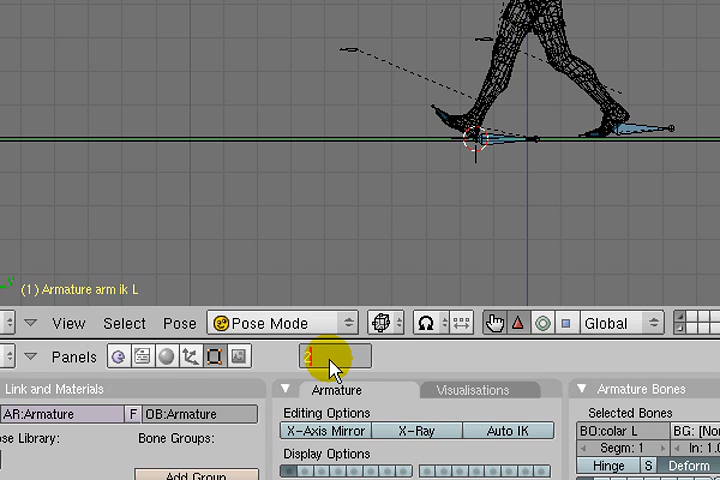 y
(1) Armature arm ik L
View Select Pose Pose Mode Global
Panels 2
Link and Materials Armature Visualisations Armature Bones
AR:Armature F OB:Armature Editing Options Selected Bones
X-Axis Mirror X-Ray Auto IK BO:colar L BG:
Bone Groups: Display Options Segm: 1 In: 1.0
Library:
Add Group Hinge S Deform